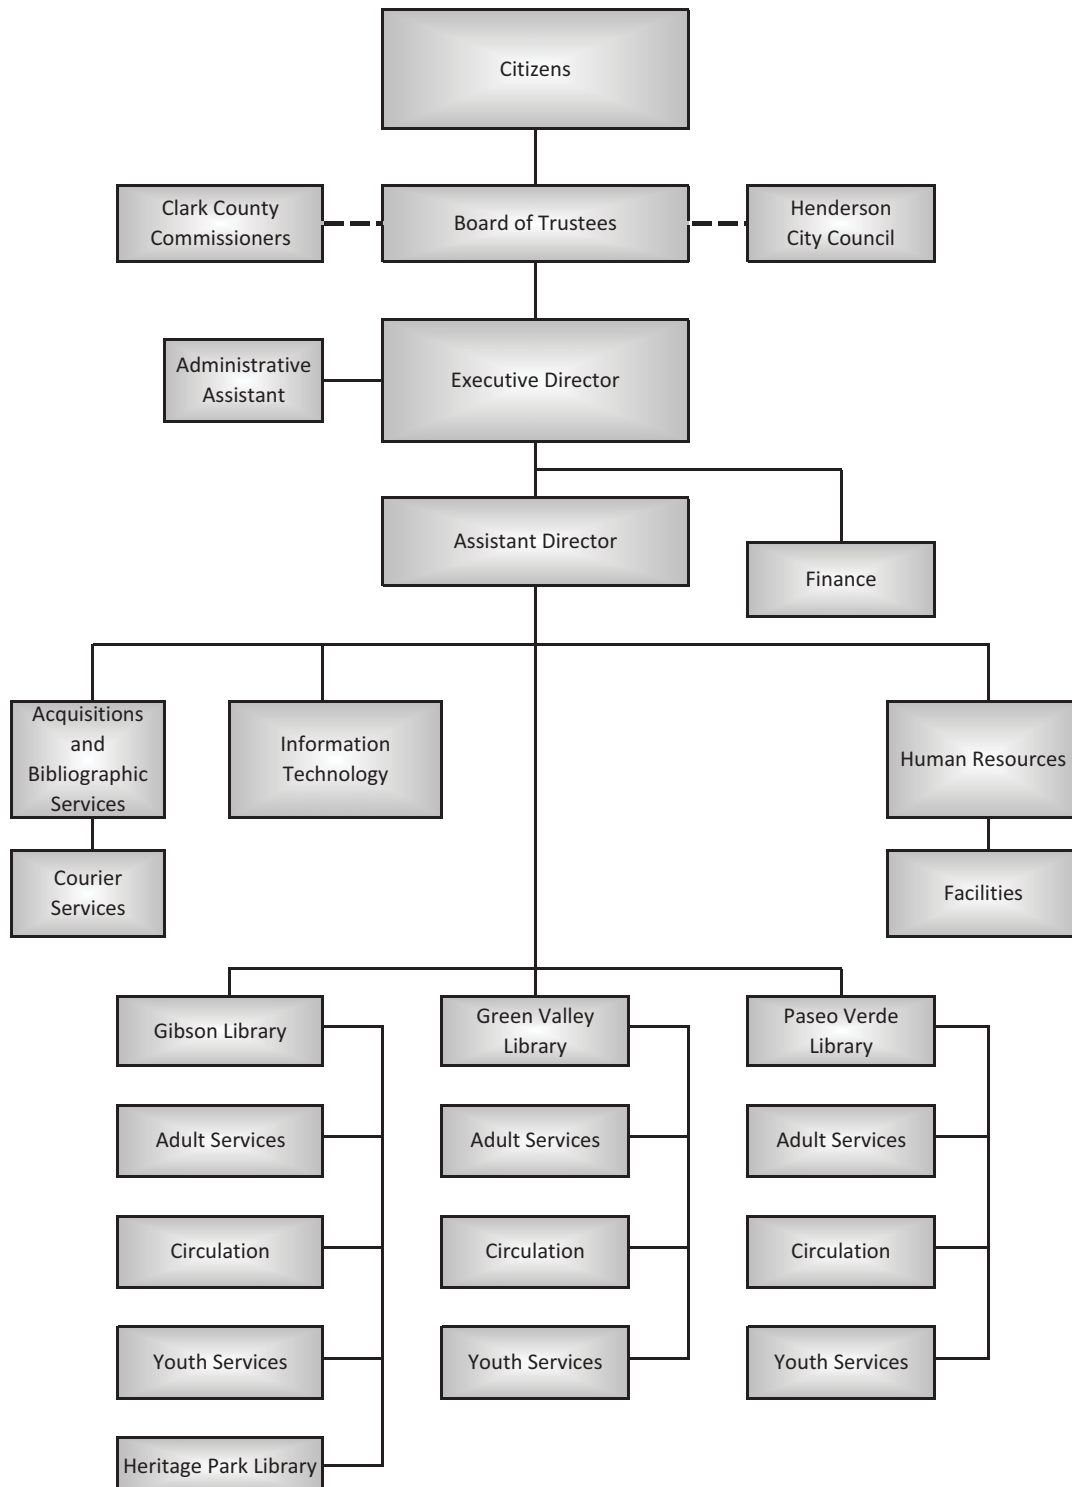 Citizens
Clark County
Commissioners
Board of Trustees
Henderson
City Council
Administrative
Assistant
Executive Director
Assistant Director
Finance
Acquisitions
and
Bibliographic
Services
Information
Technology
Human Resources
Courier
Services
Facilities
Gibson Library
Green Valley
Library
Paseo Verde
Library
Adult Services
Adult Services
Adult Services
Circulation
Circulation
Circulation
Youth Services
Youth Services
Youth Services
Heritage Park Library